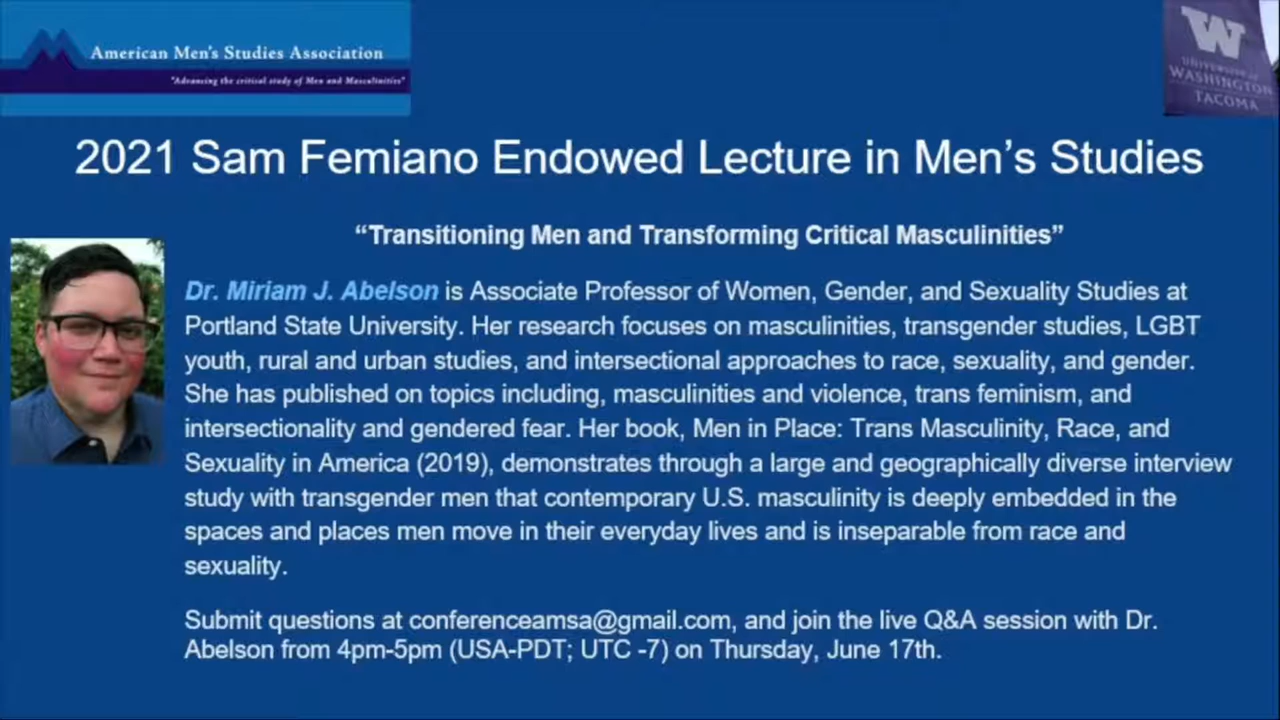 American Men's Studies Association
"Advancing the critical study of Men and Masculinities"
W
UNIVERSITY of
WASHINGTON
TACOMA
2021 Sam Femiano Endowed Lecture in Men's Studies
“Transitioning Men and Transforming Critical Masculinities”
Dr. Miriam J. Abelson is Associate Professor of Women, Gender, and Sexuality Studies at
Portland State University. Her research focuses on masculinities, transgender studies, LGBT
youth, rural and urban studies, and intersectional approaches to race, sexuality, and gender.
She has published on topics including, masculinities and violence, trans feminism, and
intersectionality and gendered fear. Her book, Men in Place: Trans Masculinity, Race, and
Sexuality in America (2019), demonstrates through a large and geographically diverse interview
study with transgender men that contemporary U.S. masculinity is deeply embedded in the
spaces and places men move in their everyday lives and is inseparable from race and
sexuality.
Submit questions at conferenceamsa@gmail.com, and join the live Q&A session with Dr.
Abelson from 4pm-5pm (USA-PDT; UTC -7) on Thursday, June 17th.